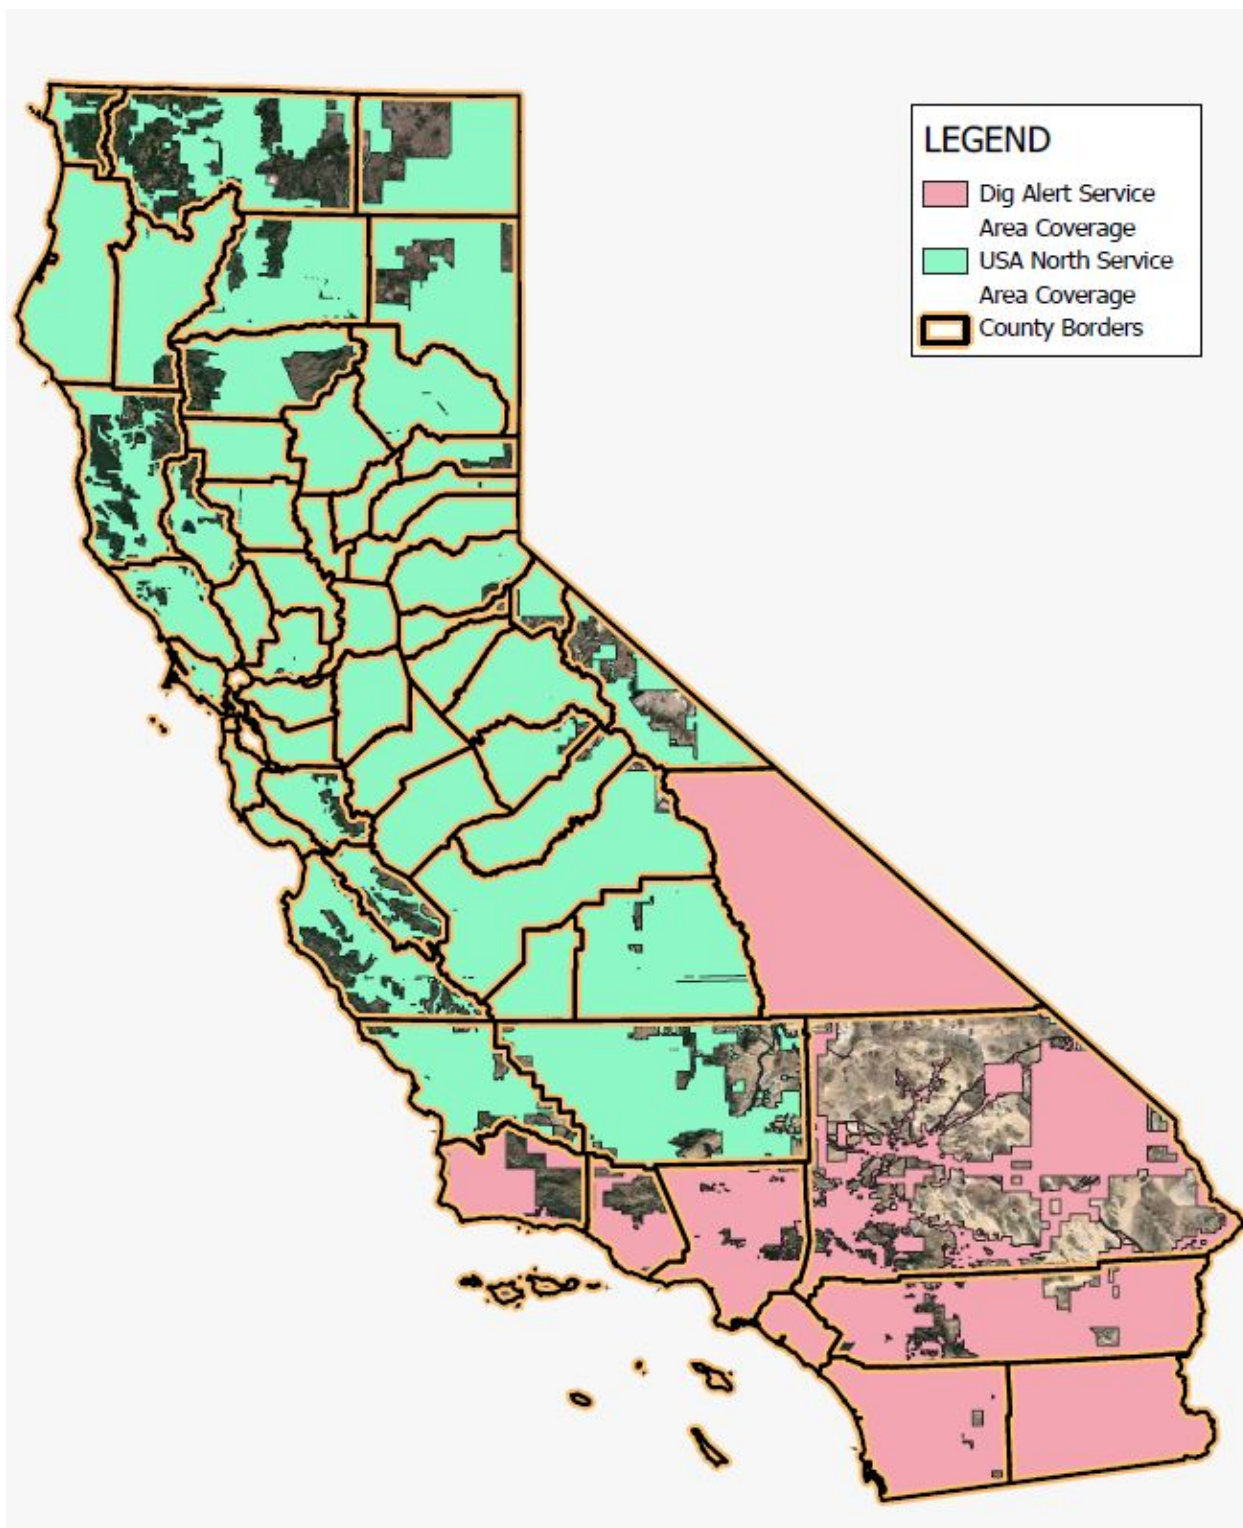 LEGEND
Dig Alert Service
Area Coverage
USA North Service
Area Coverage
County Borders